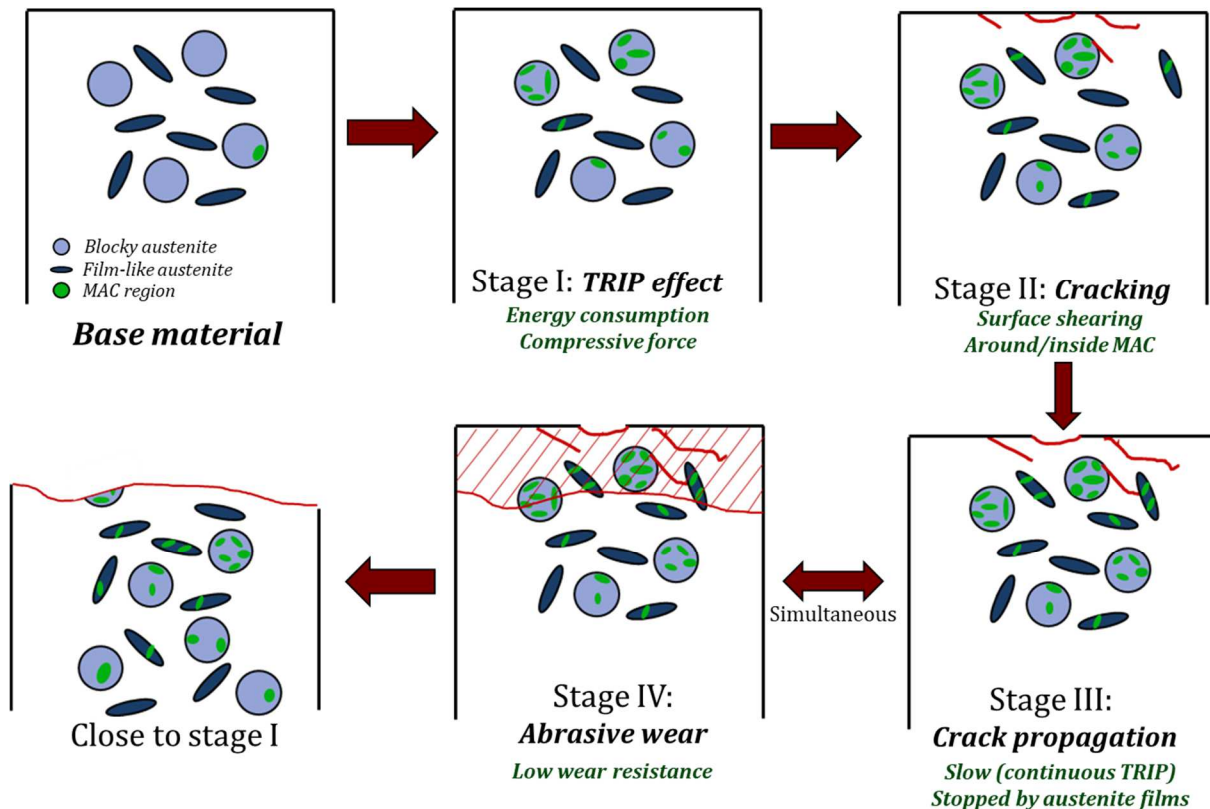 Blocky austenite
Film-like austenite
MAC region
Base material
Stage I: TRIP effect
Energy consumption
Compressive force
Stage II: Cracking
Surface shearing
Around/inside MAC
Stage III:
Crack propagation
Slow (continuous TRIP)
Stopped by austenite films
Simultaneous
Stage IV:
Abrasive wear
Low wear resistance
Close to stage I